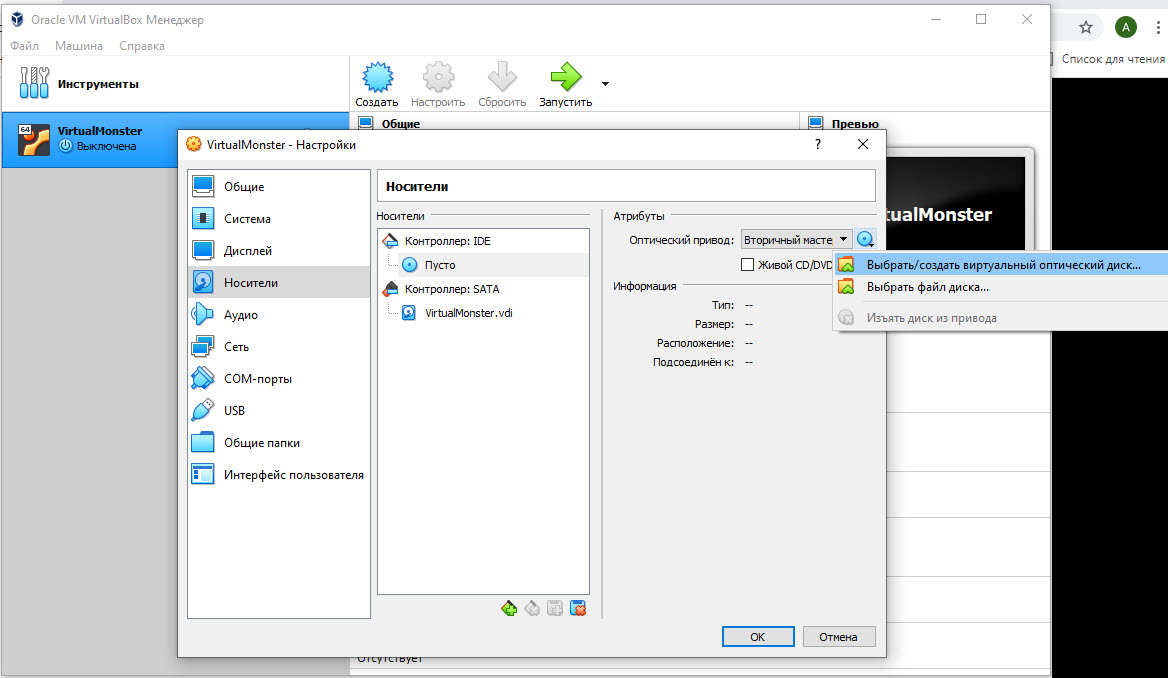 Oracle VM VirtualBox Менеджер
Файл Машина Справка
A
Список для чтения
Инструменты
Создать Настроить Сбросить Запустить
64
VirtualMonster
Выключена
Общие
Превью
VirtualMonster - Настройки
?
tualMonster
Общие
Система
Дисплей
Носители
Аудио
Сеть
COM-порты
USB
Общие папки
Интерфейс пользователя
Носители
Носители
Контроллер: IDE
Пусто
Контроллер: SATA
VirtualMonster.vdi
Атрибуты
Оптический привод: Вторичный масте
Живой CD/DVD
Информация
Тип: --
Размер: --
Расположение: --
Подсоединён к: --
Выбрать/создать виртуальный оптический диск...
Выбрать файл диска...
Изъять диск из привода
OK Отмена
Отсутствует